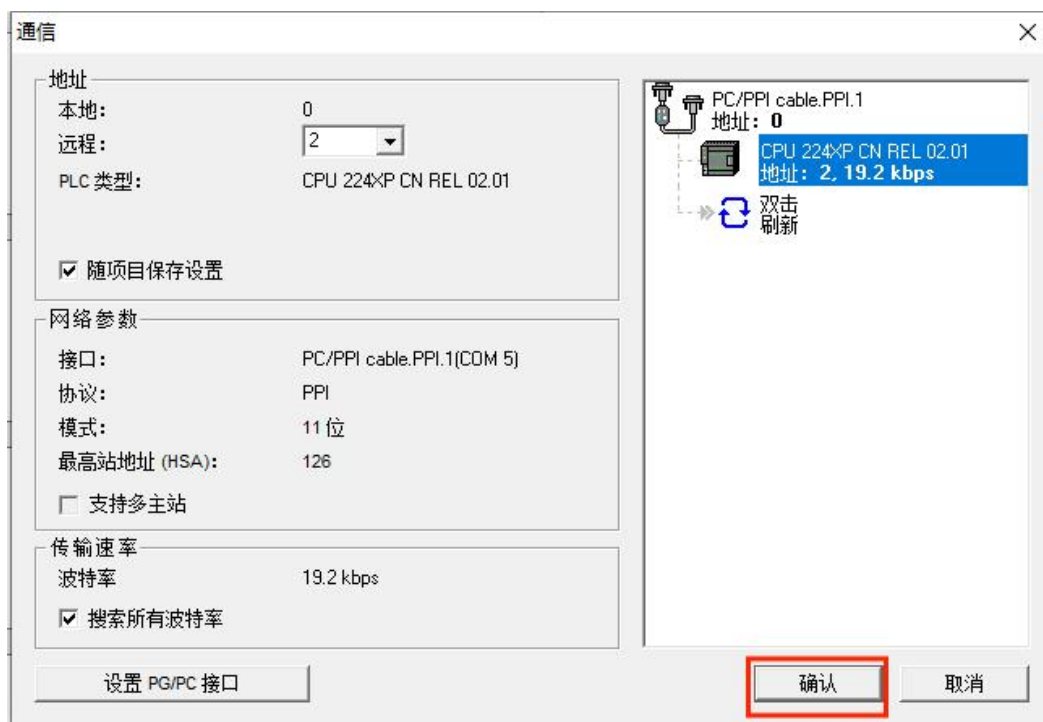 通信
地址
本地： 0
远程： 2
PLC 类型： CPU 224XP CN REL 02.01
随项目保存设置
网络参数
接口： PC/PPI cable.PPI.1(COM 5)
协议： PPI
模式： 11 位
最高站地址 (HSA)： 126
支持多主站
传输速率
波特率 19.2 kbps
搜索所有波特率
设置 PG/PC 接口
PC/PPI cable.PPI.1
地址： 0
CPU 224XP CN REL 02.01
地址： 2, 19.2 kbps
双击
刷新
确认
取消